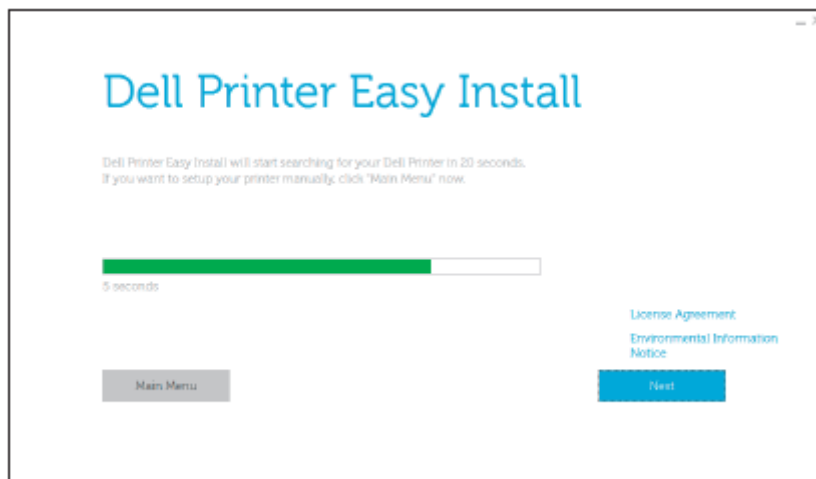 Dell Printer Easy Install
Dell Printer Easy Install will start searching for your Dell Printer in 20 seconds.
If you want to setup your printer manually, click "Main Menu" now.
5 seconds
License Agreement
Environmental Information
Notice
Main Menu
Next